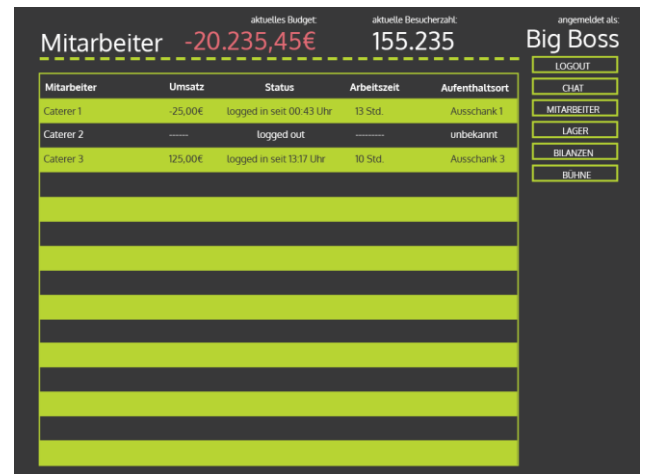 aktuelles Budget: aktuelle Besucherzahl: angemeldet als:
Mitarbeiter -20.235,45€ 155.235 Big Boss
LOGOUT
CHAT
MITARBEITER
LAGER
BILANZEN
BÜHNE
Mitarbeiter Umsatz Status Arbeitszeit Aufenthaltsort
Caterer 1 -25,00€ logged in seit 00:43 Uhr 13 Std. Ausschank 1
Caterer 2 ------ logged out --------- unbekannt
Caterer 3 125,00€ logged in seit 13:17 Uhr 10 Std. Ausschank 3